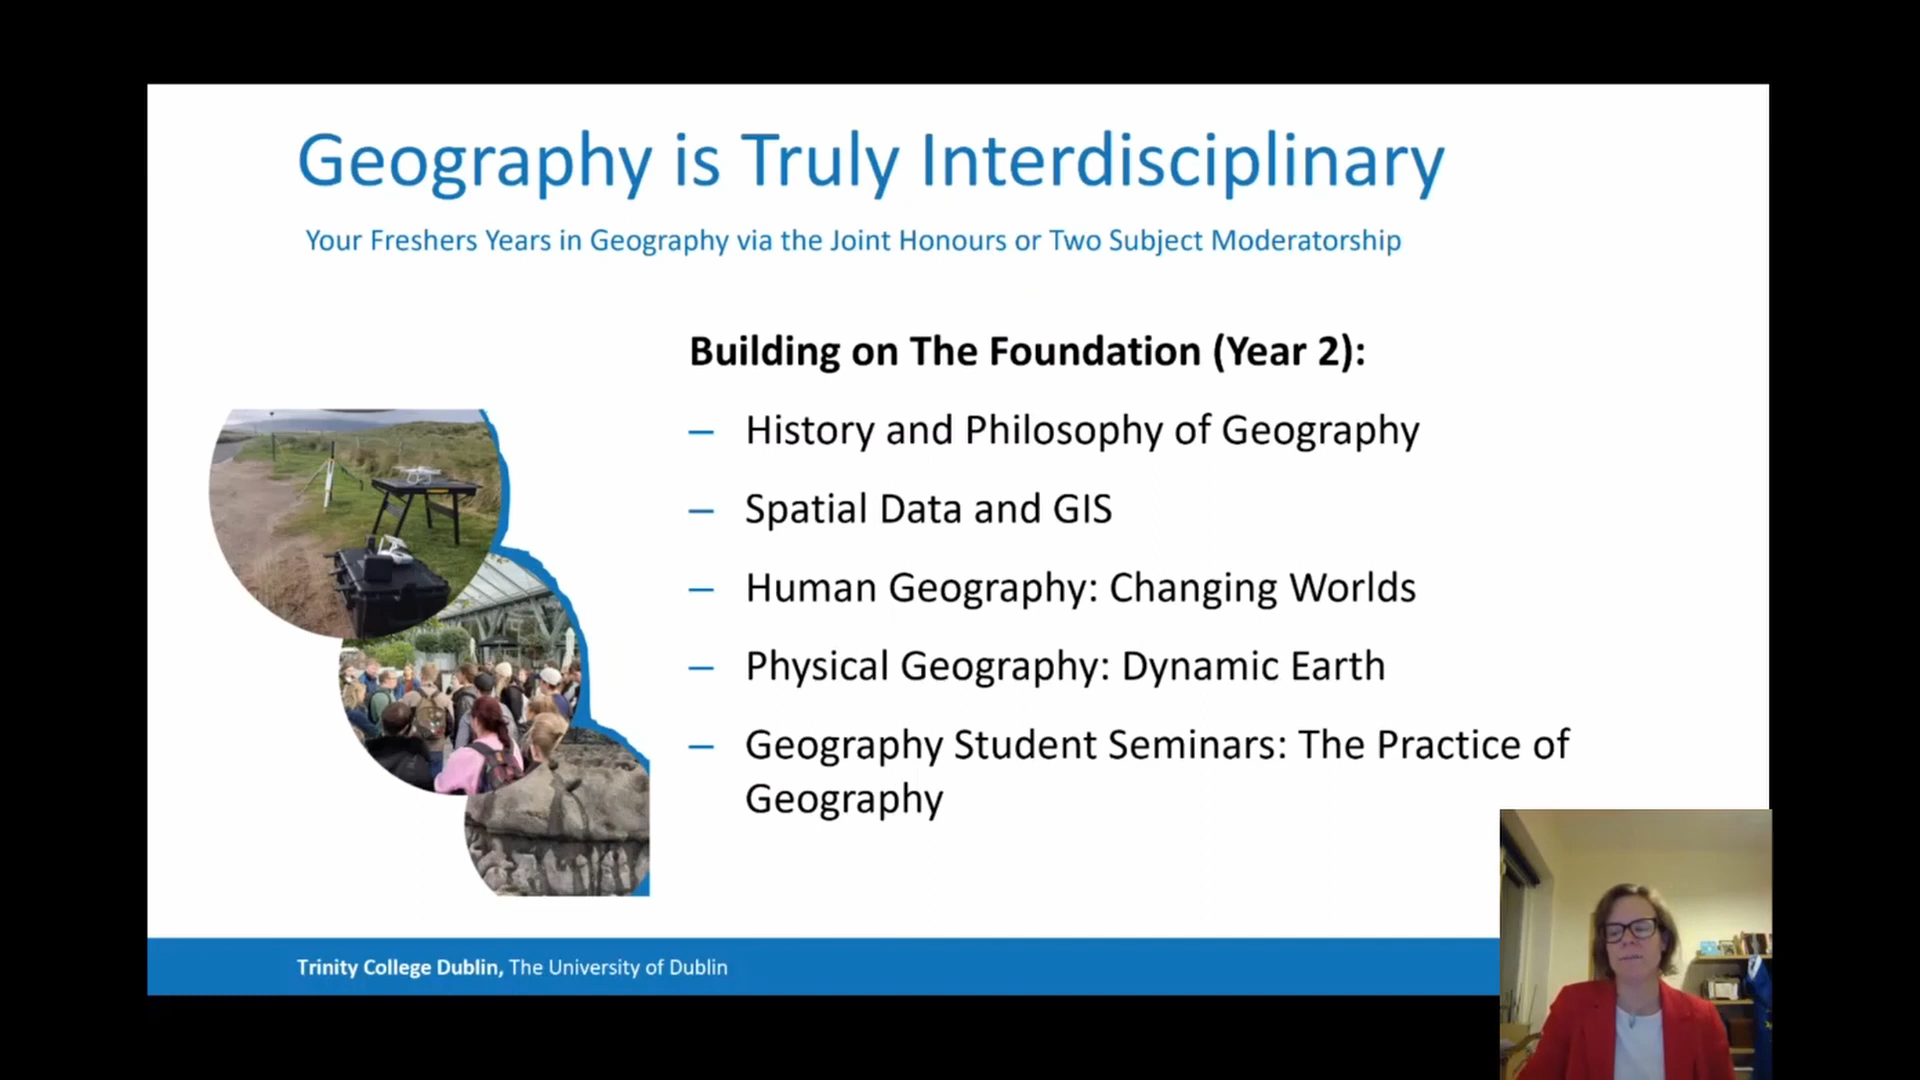 Geography is Truly Interdisciplinary
Your Freshers Years in Geography via the Joint Honours or Two Subject Moderatorship
Building on The Foundation (Year 2):
– History and Philosophy of Geography
– Spatial Data and GIS
– Human Geography: Changing Worlds
– Physical Geography: Dynamic Earth
– Geography Student Seminars: The Practice of
Geography
Trinity College Dublin, The University of Dublin